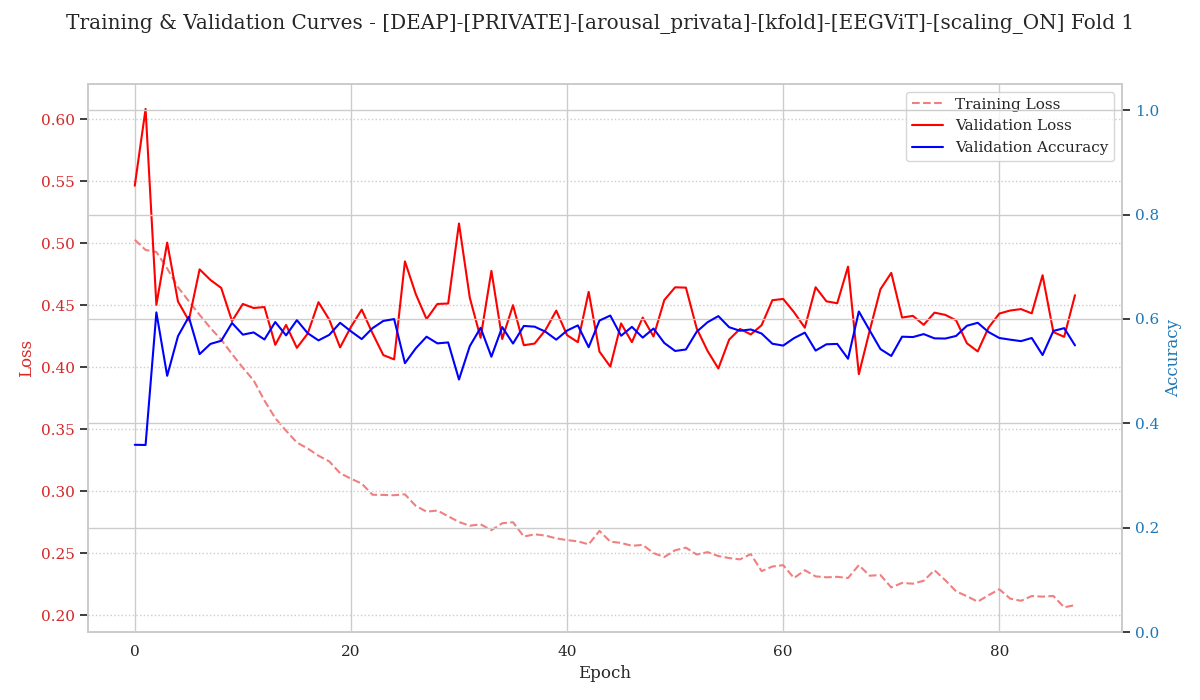 Training & Validation Curves - [DEAP]-[PRIVATE]-[arousal_privata]-[kfold]-[EEGViT]-[scaling_ON] Fold 1
Training Loss
Validation Loss
Validation Accuracy
0.60
0.55
0.50
0.45
0.40
0.35
0.30
0.25
0.20
Loss
1.0
0.8
0.6
0.4
0.2
0.0
Accuracy
0
20
40
60
80
Epoch